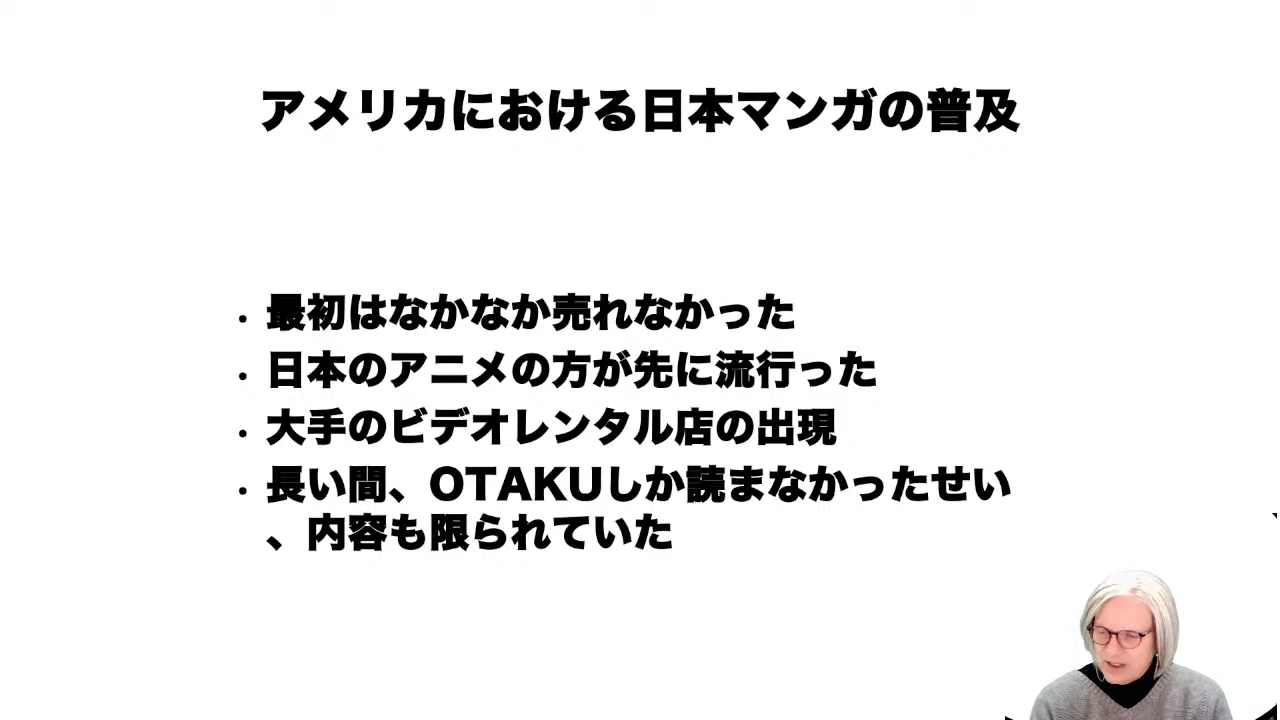 アメリカにおける日本マンガの普及
・最初はなかなか売れなかった
・日本のアニメの方が先に流行った
・大手のビデオレンタル店の出現
・長い間、OTAKUしか読まなかったせい
、内容も限られていた